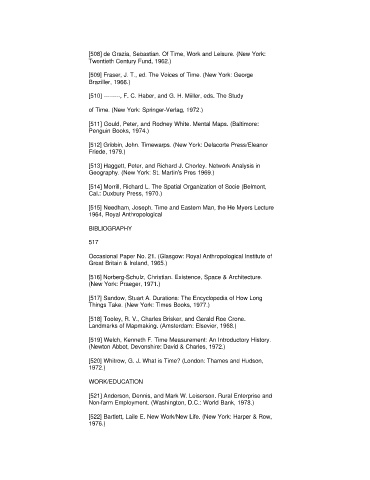 [508] de Grazia, Sebastian. Of Time, Work and Leisure. (New York:
Twentieth Century Fund, 1962.)
[509] Fraser, J. T., ed. The Voices of Time. (New York: George
Braziller, 1966.)
[510] --------, F. C. Haber, and G. H. Miller, eds. The Study
of Time. (New York: Springer-Verlag, 1972.)
[511] Gould, Peter, and Rodney White. Mental Maps. (Baltimore:
Penguin Books, 1974.)
[512] Gribbin, John. Timewarps. (New York: Delacorte Press/Eleanor
Friede, 1979.)
[513] Haggett, Peter, and Richard J. Chorley. Network Analysis in
Geography. (New York: St. Martin's Pres 1969.)
[514] Morrill, Richard L. The Spatial Organization of Socie (Belmont,
Cal.: Duxbury Press, 1970.)
[515] Needham, Joseph. Time and Eastern Man, the He Myers Lecture
1964, Royal Anthropological
BIBLIOGRAPHY
517
Occasional Paper No. 21. (Glasgow: Royal Anthropological Institute of
Great Britain & Ireland, 1965.)
[516] Norberg-Schulz, Christian. Existence, Space & Architecture.
(New York: Praeger, 1971.)
[517] Sandow, Stuart A. Durations: The Encyclopedia of How Long
Things Take. (New York: Times Books, 1977.)
[518] Tooley, R. V., Charles Brisker, and Gerald Roe Crone.
Landmarks of Mapmaking. (Amsterdam: Elsevier, 1968.)
[519] Welch, Kenneth F. Time Measurement: An Introductory History.
(Newton Abbot, Devonshire: David & Charles, 1972.)
[520] Whitrow, G. J. What is Time? (London: Thames and Hudson,
1972.)
WORK/EDUCATION
[521] Anderson, Dennis, and Mark W. Leiserson. Rural Enterprise and
Non-farm Employment. (Washington, D.C.: World Bank, 1978.)
[522] Bartlett, Laile E. New Work/New Life. (New York: Harper & Row,
1976.)